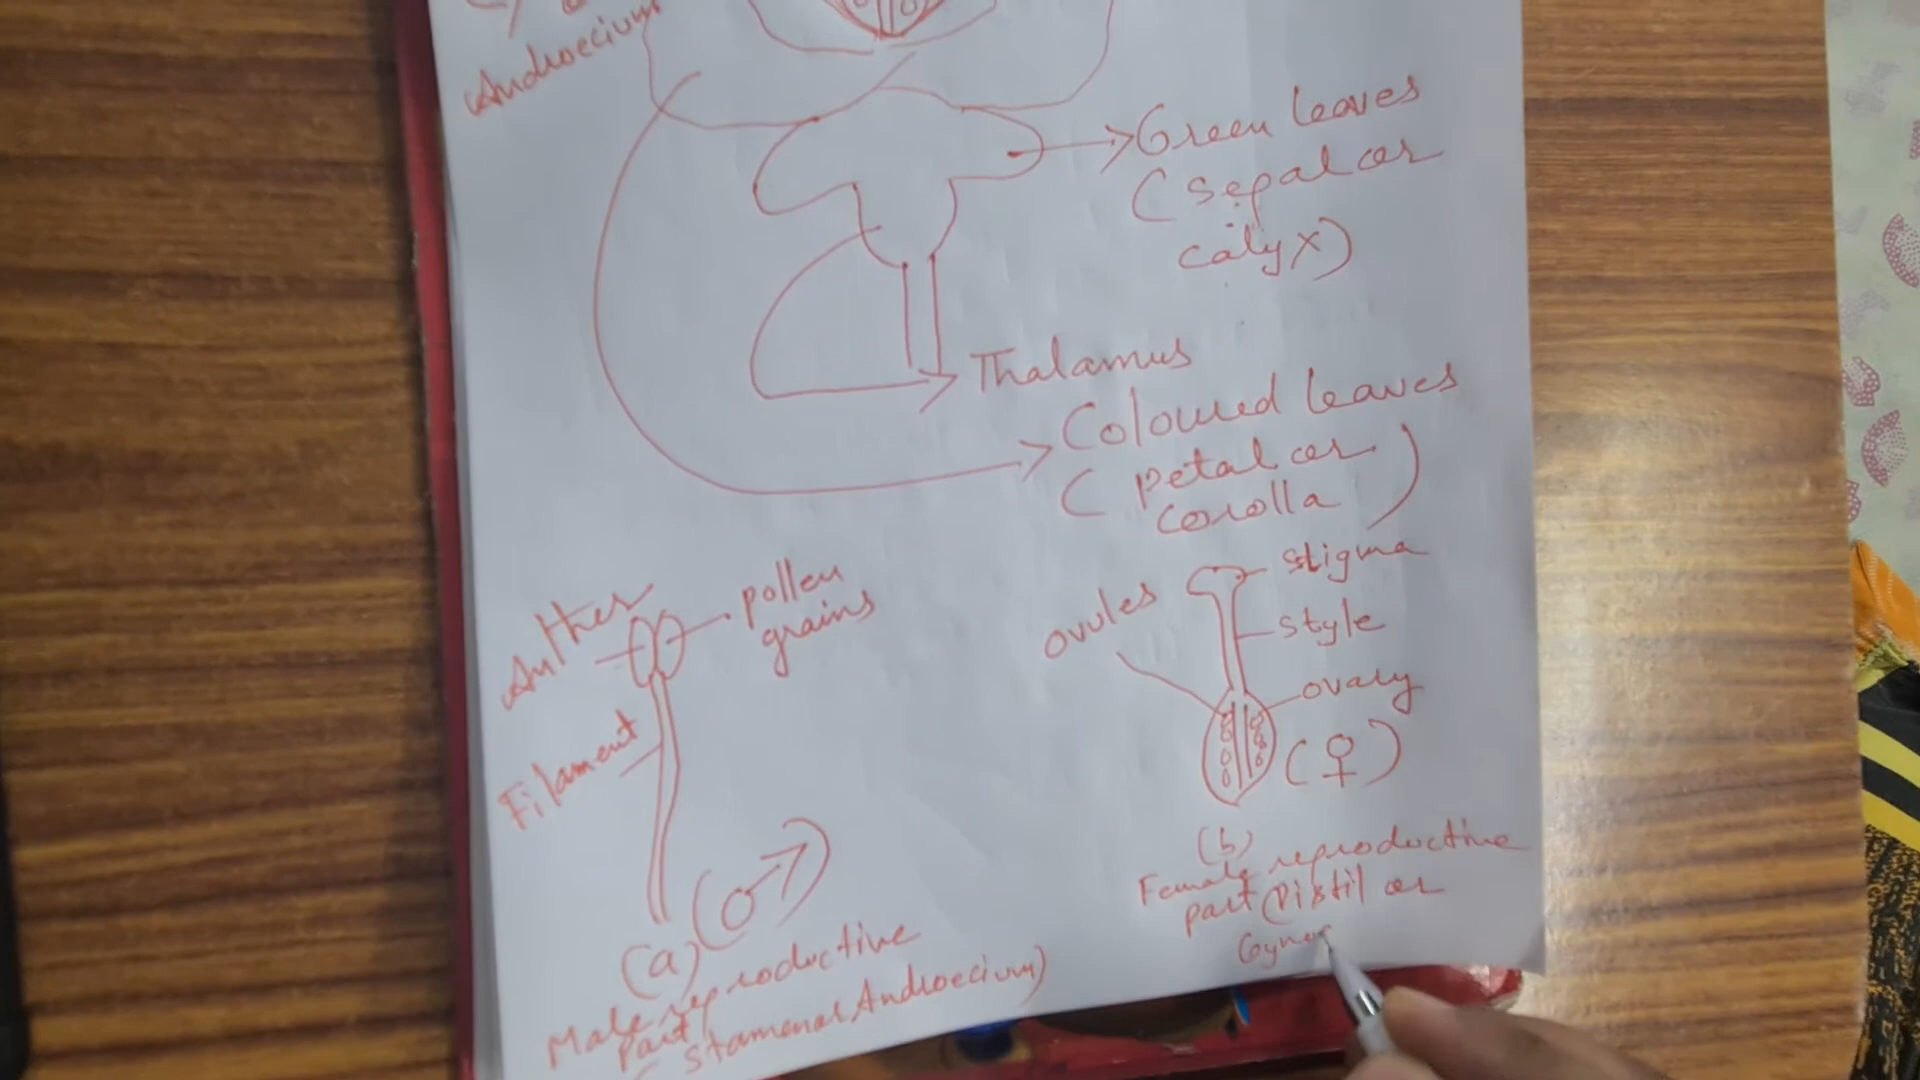 Androecium
Green leaves
(sepal or
calyx)
Thalamus
Coloured leaves
(petal or
corolla)
Anther
pollen
grains
Filament
(♂)
(a)
Male reproductive
part
(stamen or Androecium)
ovules
stigma
style
ovary
(♀)
(b)
Female reproductive
part (Pistil or
Gyno